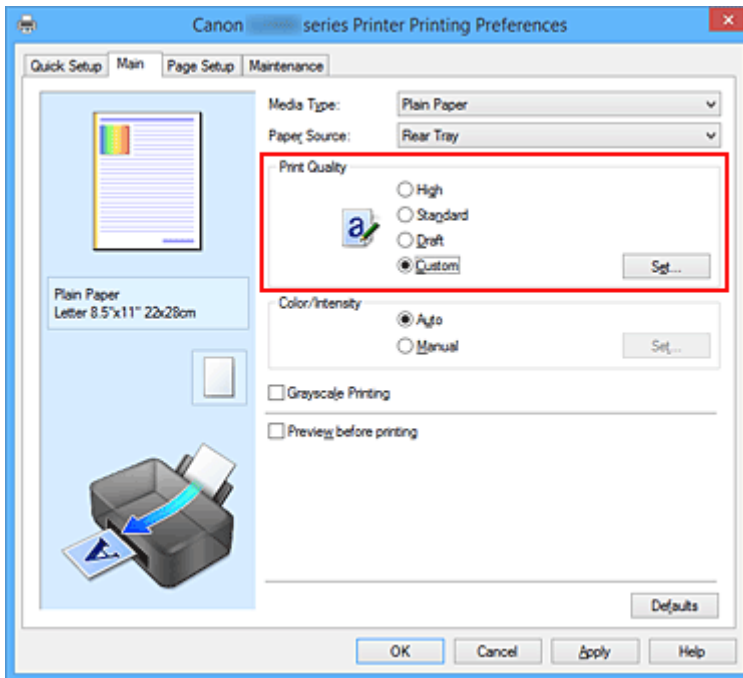 Canon series Printer Printing Preferences
Quick Setup Main Page Setup Maintenance
Media Type: Plain Paper
Paper Source: Rear Tray
Print Quality
High
Standard
Draft
Custom Set...
Plain Paper
Letter 8.5"x11" 22x28cm
Color/Intensity
Auto
Manual Set...
Grayscale Printing
Preview before printing
Defaults
OK Cancel Apply Help
a
A